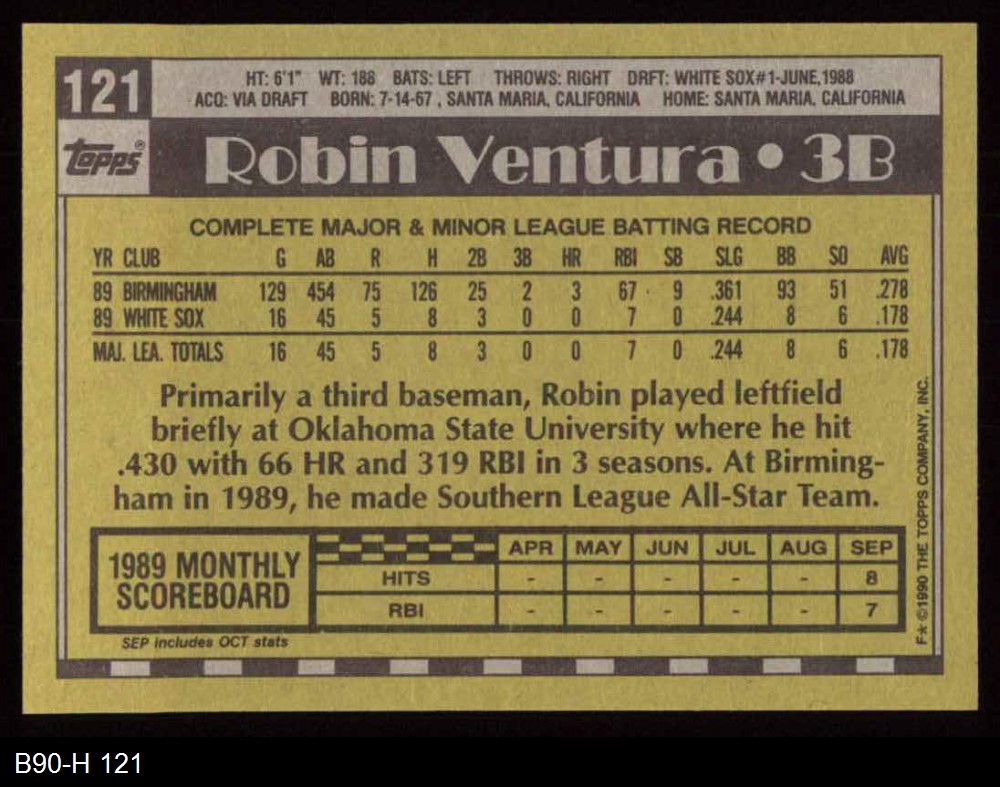 121
HT: 6'1" WT: 188 BATS: LEFT THROWS: RIGHT DRFT: WHITE SOX#1-JUNE,1988
ACQ: VIA DRAFT BORN: 7-14-67 , SANTA MARIA, CALIFORNIA HOME: SANTA MARIA, CALIFORNIA
Topps®
Robin Ventura • 3B
COMPLETE MAJOR & MINOR LEAGUE BATTING RECORD
YR CLUB G AB R H 2B 3B HR RBI SB SLG BB SO AVG
89 BIRMINGHAM 129 454 75 126 25 2 3 67 9 .361 93 51 .278
89 WHITE SOX 16 45 5 8 3 0 0 7 0 .244 8 6 .178
MAJ. LEA. TOTALS 16 45 5 8 3 0 0 7 0 .244 8 6 .178
Primarily a third baseman, Robin played leftfield
briefly at Oklahoma State University where he hit
.430 with 66 HR and 319 RBI in 3 seasons. At Birming-
ham in 1989, he made Southern League All-Star Team.
1989 MONTHLY
SCOREBOARD
APR MAY JUN JUL AUG SEP
HITS - - - - - 8
RBI - - - - - 7
SEP includes OCT stats
F* ©1990 THE TOPPS COMPANY, INC.
B90-H 121